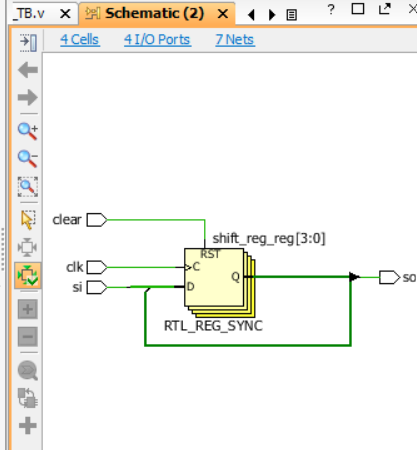 _TB.v
Schematic (2)
?
4 Cells
4 I/O Ports
7 Nets
clear
shift_reg_reg[3:0]
RST
clk
C
si
D
Q
so
RTL_REG_SYNC